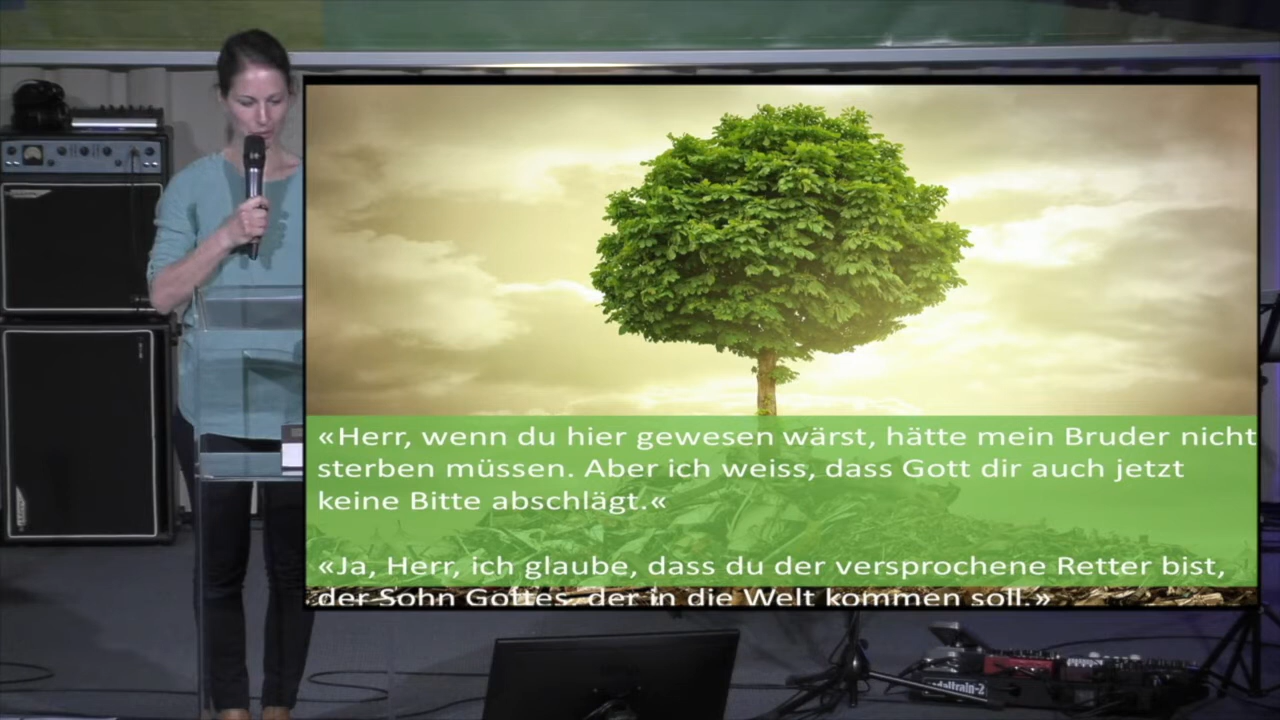 «Herr, wenn du hier gewesen wärst, hätte mein Bruder nicht
sterben müssen. Aber ich weiss, dass Gott dir auch jetzt
keine Bitte abschlägt.«
«Ja, Herr, ich glaube, dass du der versprochene Retter bist,
der Sohn Gottes, der in die Welt kommen soll.»